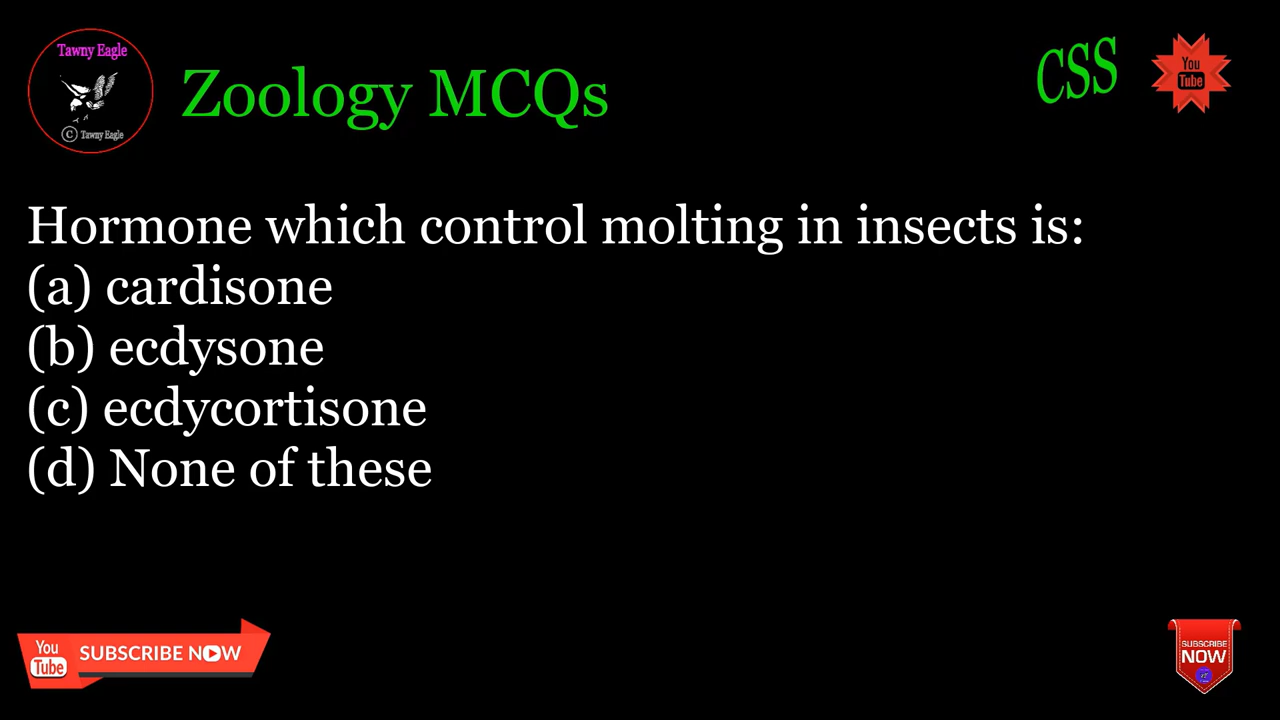 Tawny Eagle
© Tawny Eagle
Zoology MCQs
CSS
You
Tube
Hormone which control molting in insects is:
(a) cardisone
(b) ecdysone
(c) ecdycortisone
(d) None of these
You
Tube
SUBSCRIBE NOW
SUBSCRIBE
NOW